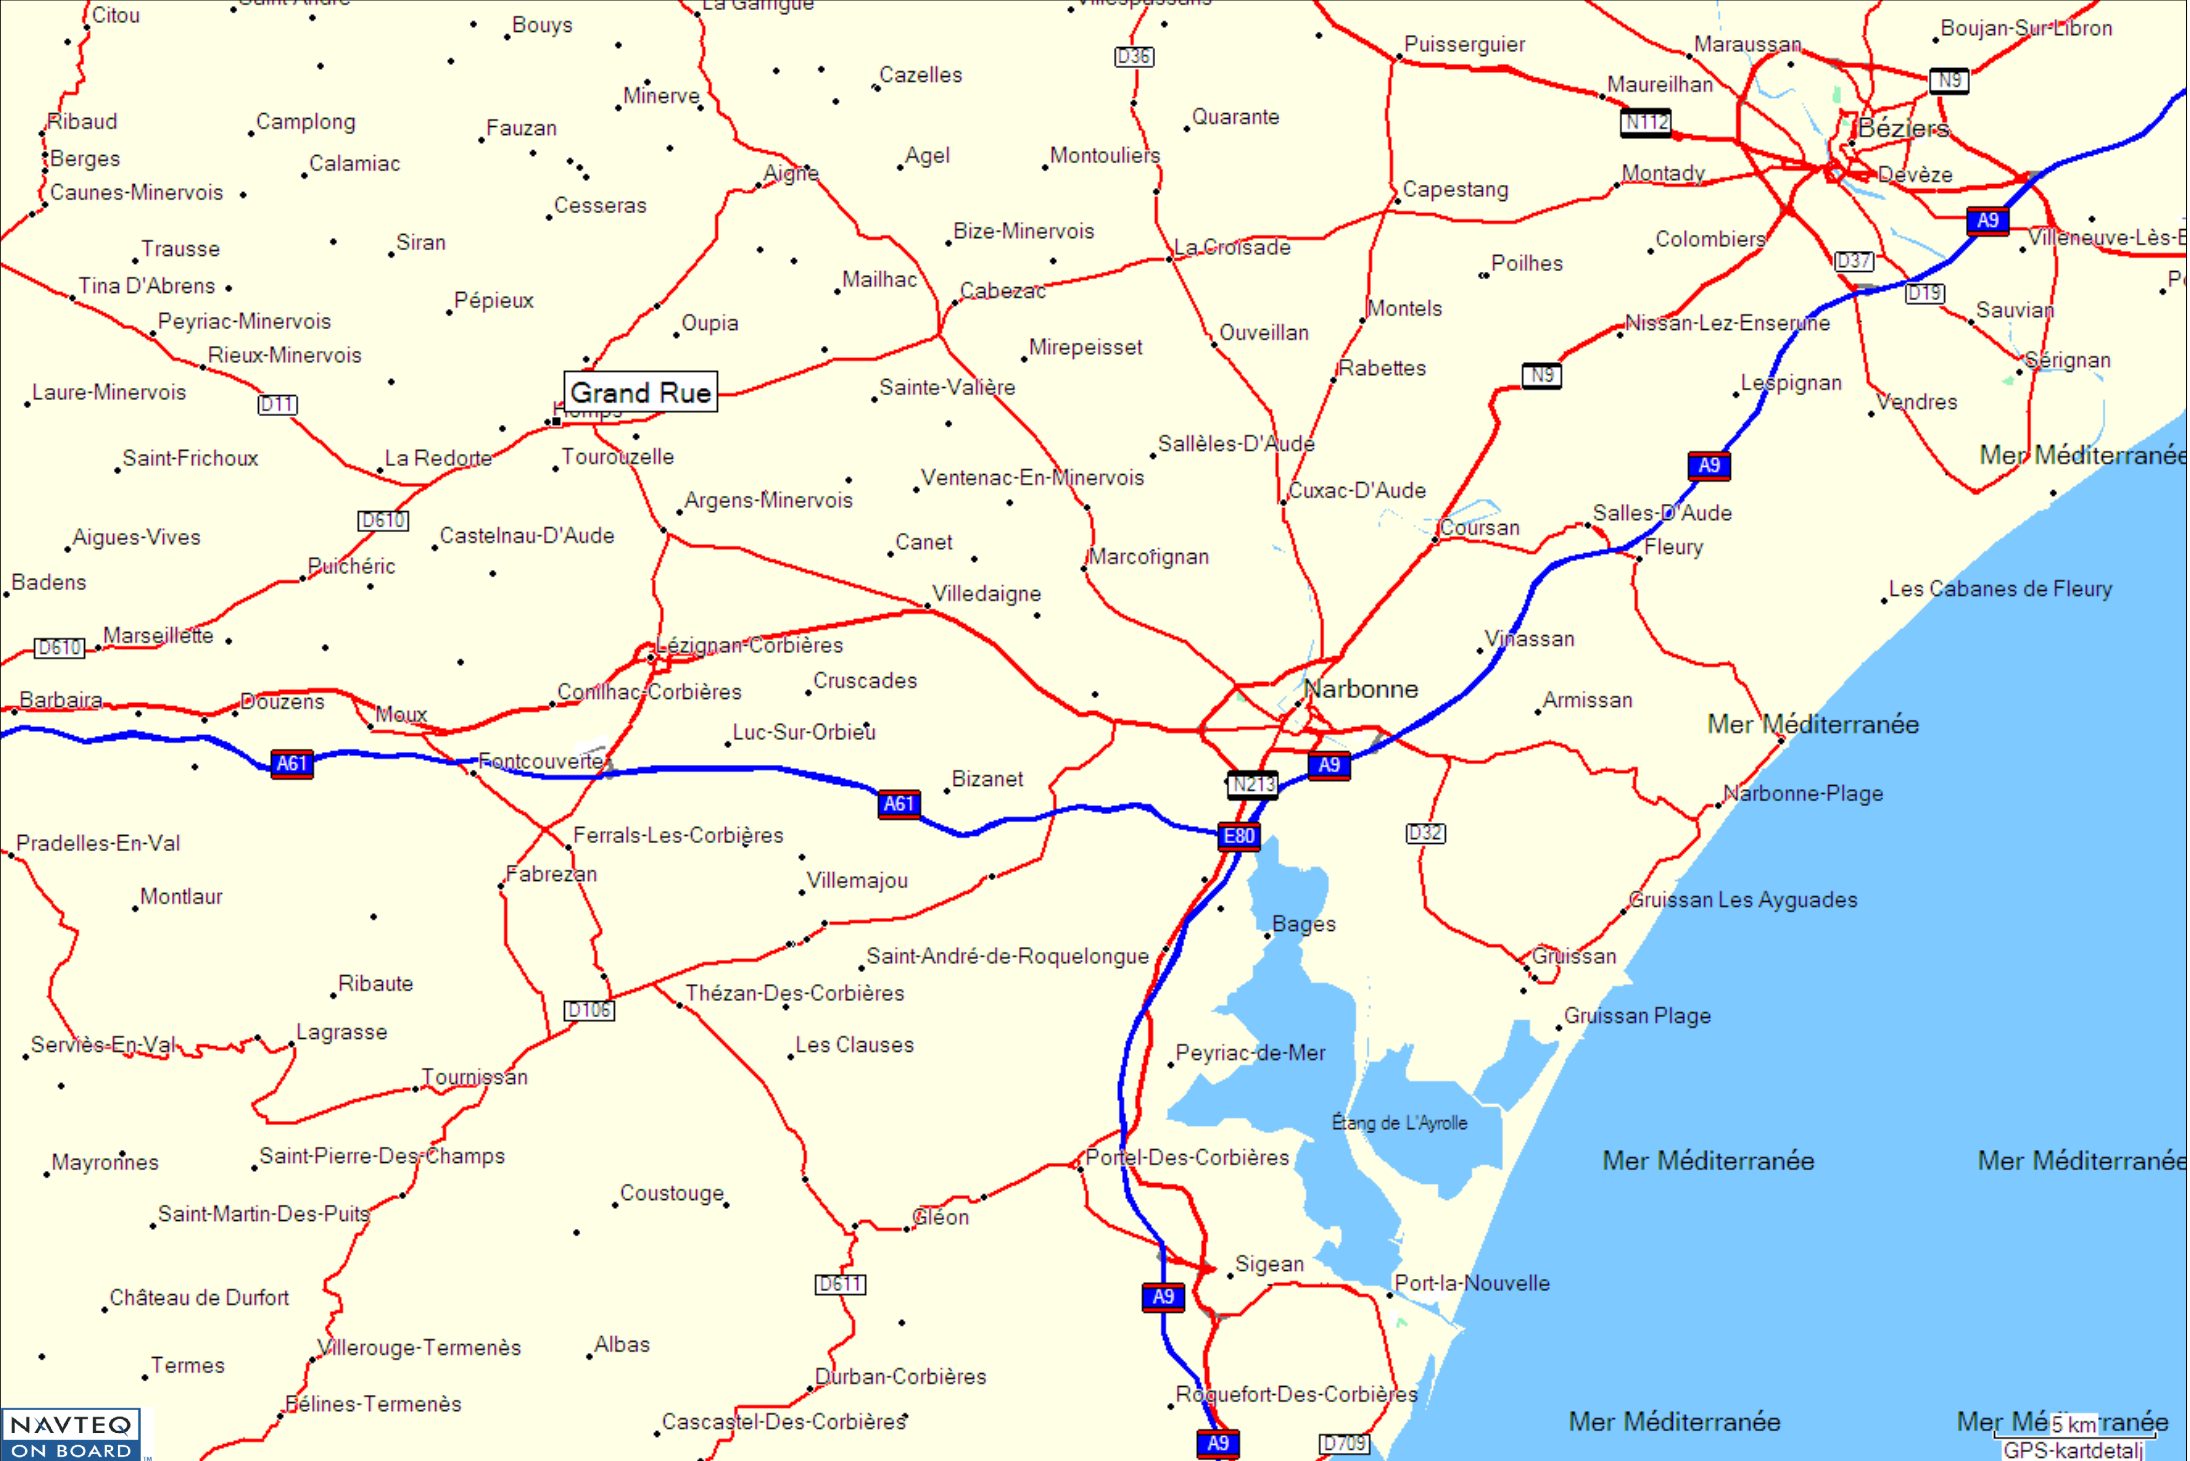 Citou
Saint-André
Bouys
La Garrigue
Villespassans
D36
Puisserguier
Maraussan
Boujan-Sur-Libron
Cazelles
N9
Minerve
Maureilhan
Ribaud
Camplong
Fauzan
Quarante
N112
Béziers
Berges
Calamiac
Agel
Montouliers
Aigne
Montady
Devèze
Caunes-Minervois
Cesseras
Capestang
A9
Trausse
Siran
Bize-Minervois
La Croisade
Colombiers
Villeneuve-Lès-B
Poilhes
D37
Tina D'Abrens
Pépieux
Mailhac
Cabezac
D19
Peyriac-Minervois
Oupia
Montels
Sauvian
Nissan-Lez-Enserune
Rieux-Minervois
Mirepeisset
Ouveillan
Rabettes
N9
Sérignan
Laure-Minervois
Grand Rue
Sainte-Valière
Lespignan
D11
Homps
Vendres
Saint-Frichoux
La Redorte
Tourouzelle
Sallèles-D'Aude
A9
Mer Méditerranée
Ventenac-En-Minervois
Argens-Minervois
Cuxac-D'Aude
D610
Salles-D'Aude
Aigues-Vives
Castelnau-D'Aude
Canet
Coursan
Marcorignan
Fleury
Badens
Puichéric
Villedaigne
Les Cabanes de Fleury
D610
Marseillette
Lézignan-Corbières
Vinassan
Barbaira
Douzens
Conilhac-Corbières
Cruscades
Narbonne
Armissan
Moux
Luc-Sur-Orbieu
Mer Méditerranée
A61
Fontcouverte
A9
Bizanet
N213
Narbonne-Plage
A61
E80
D32
Pradelles-En-Val
Ferrals-Les-Corbières
Fabrezan
Villemajou
Montlaur
Gruissan Les Ayguades
Bages
Saint-André-de-Roquelongue
Gruissan
Ribaute
Thézan-Des-Corbières
D106
Gruissan Plage
Lagrasse
Serviès-En-Val
Les Clauses
Peyriac-de-Mer
Tournissan
Étang de L'Ayrolle
Mayronnes
Saint-Pierre-Des-Champs
Portel-Des-Corbières
Mer Méditerranée
Mer Méditerranée
Coustouge
Saint-Martin-Des-Puits
Gléon
Sigean
D611
Port-la-Nouvelle
Château de Durfort
A9
Villerouge-Termenès
Albas
Termes
Durban-Corbières
Roquefort-Des-Corbières
Félines-Termenès
Cascastel-Des-Corbières
Mer Méditerranée
Mer Méditerranée
5 km
A9
D709
GPS-kartdetalj
NAVTEQ
ON BOARD